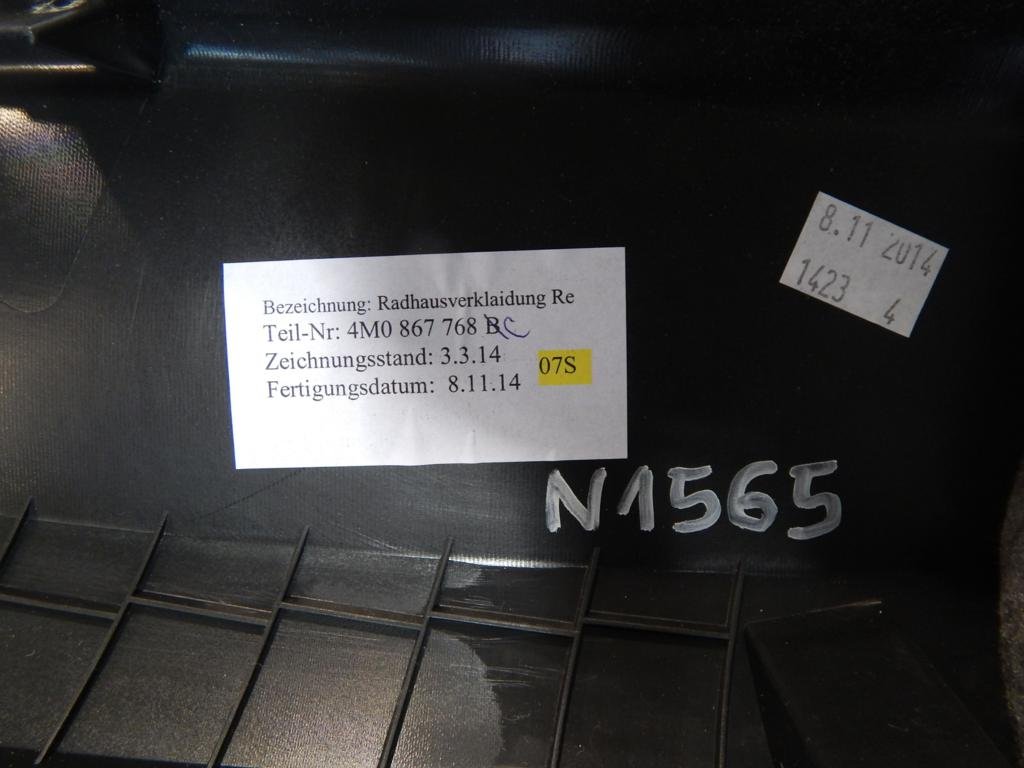 8.11 2014
1423 4
Bezeichnung: Radhausverklaidung Re
Teil-Nr: 4M0 867 768 B C
Zeichnungsstand: 3.3.14
Fertigungsdatum: 8.11.14
07S
N1565